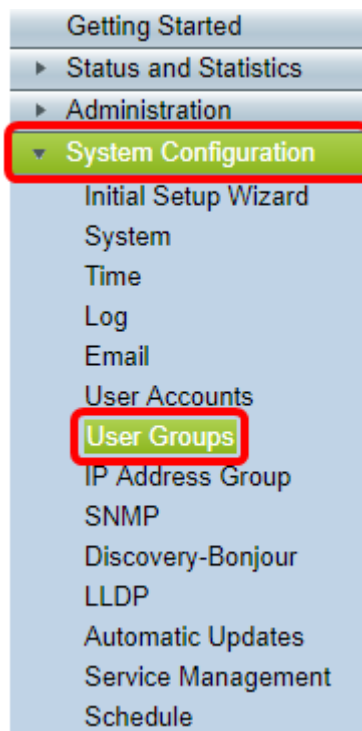 Getting Started
Status and Statistics
Administration
System Configuration
Initial Setup Wizard
System
Time
Log
Email
User Accounts
User Groups
IP Address Group
SNMP
Discovery-Bonjour
LLDP
Automatic Updates
Service Management
Schedule